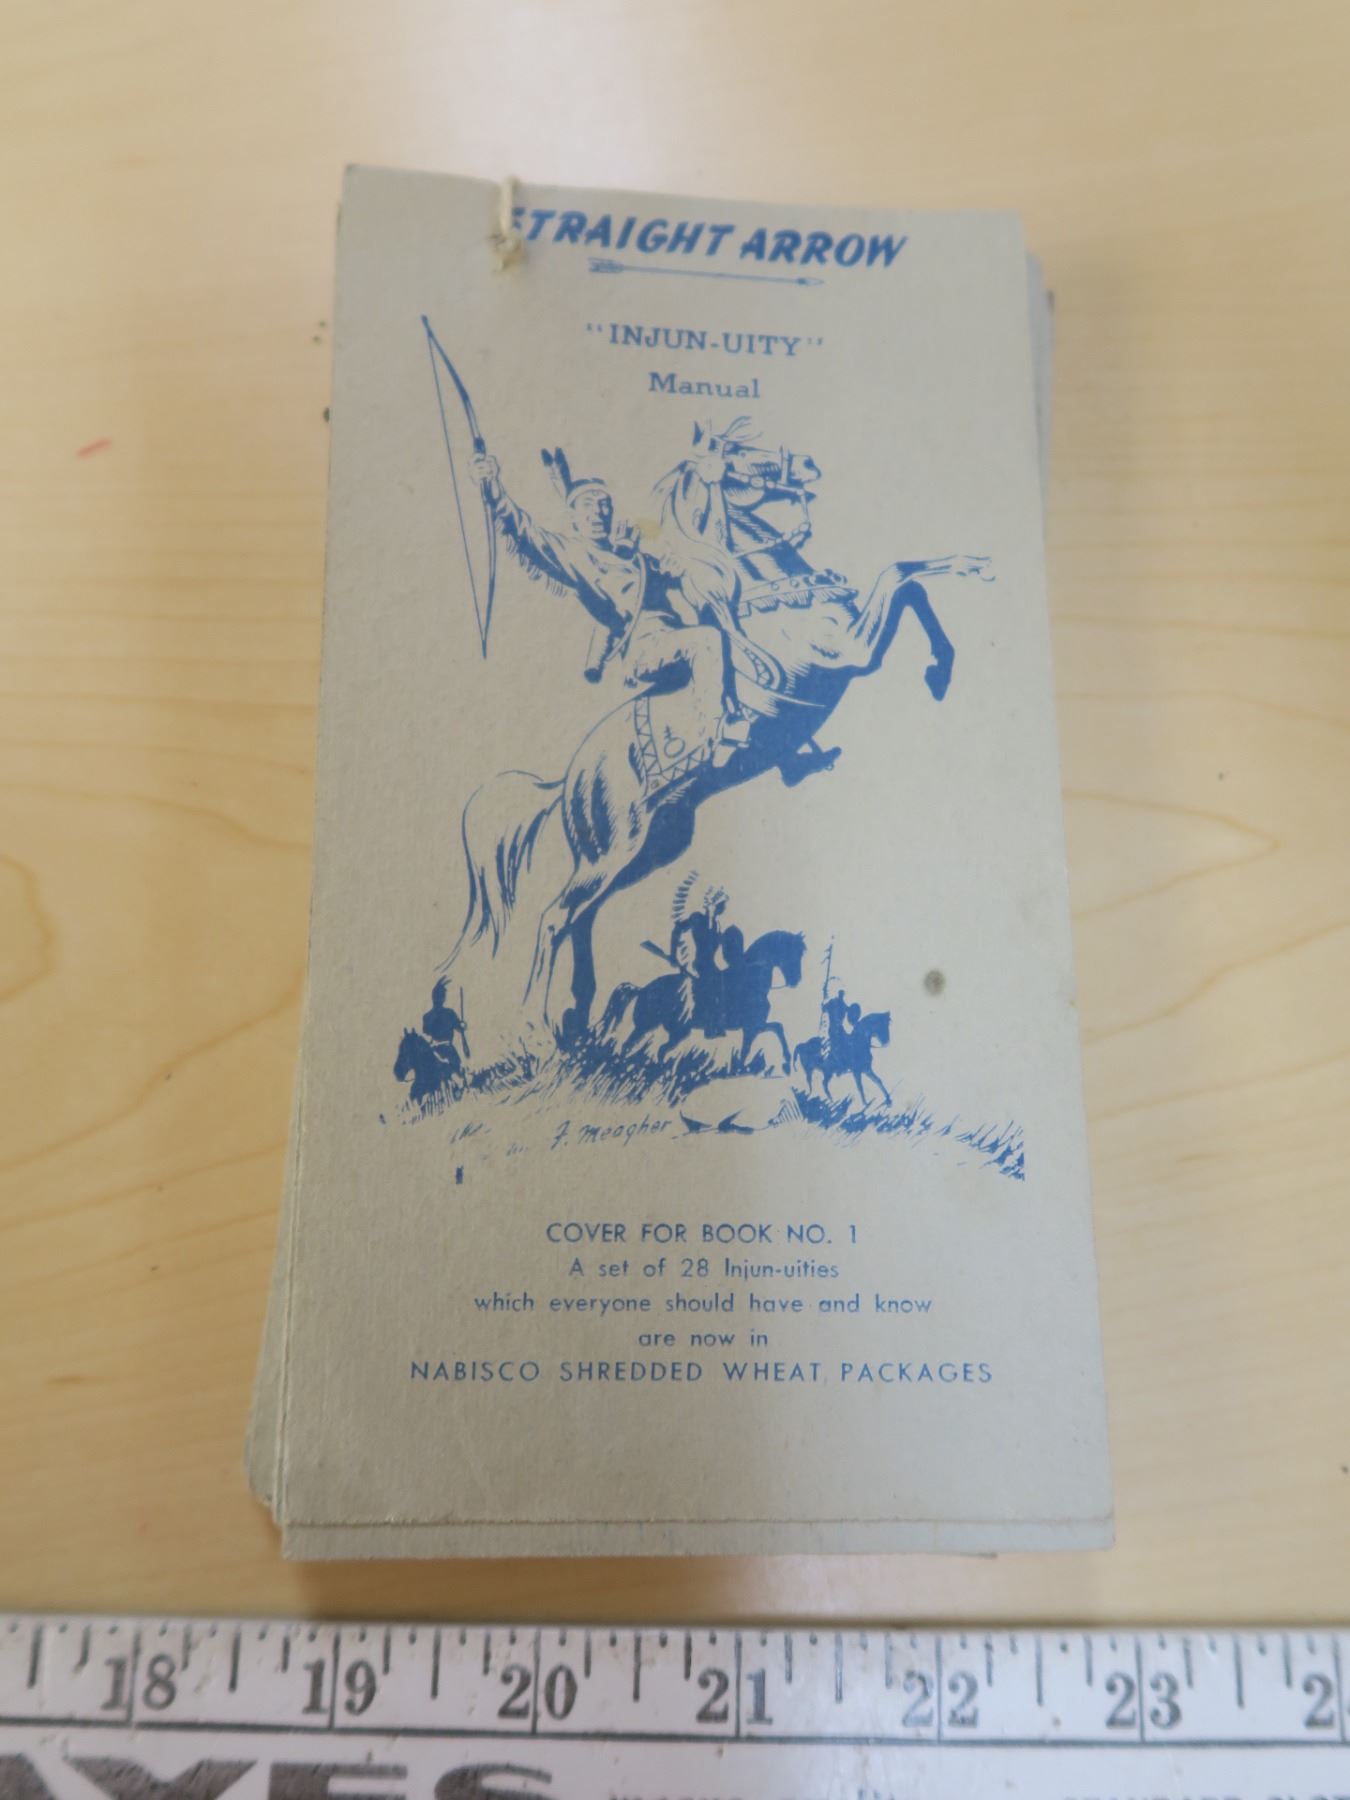 STRAIGHT ARROW
"INJUN-UITY"
Manual
F. Meagher
COVER FOR BOOK NO. 1
A set of 28 Injun-uities
which everyone should have and know
are now in
NABISCO SHREDDED WHEAT PACKAGES
18 19 20 21 22 23